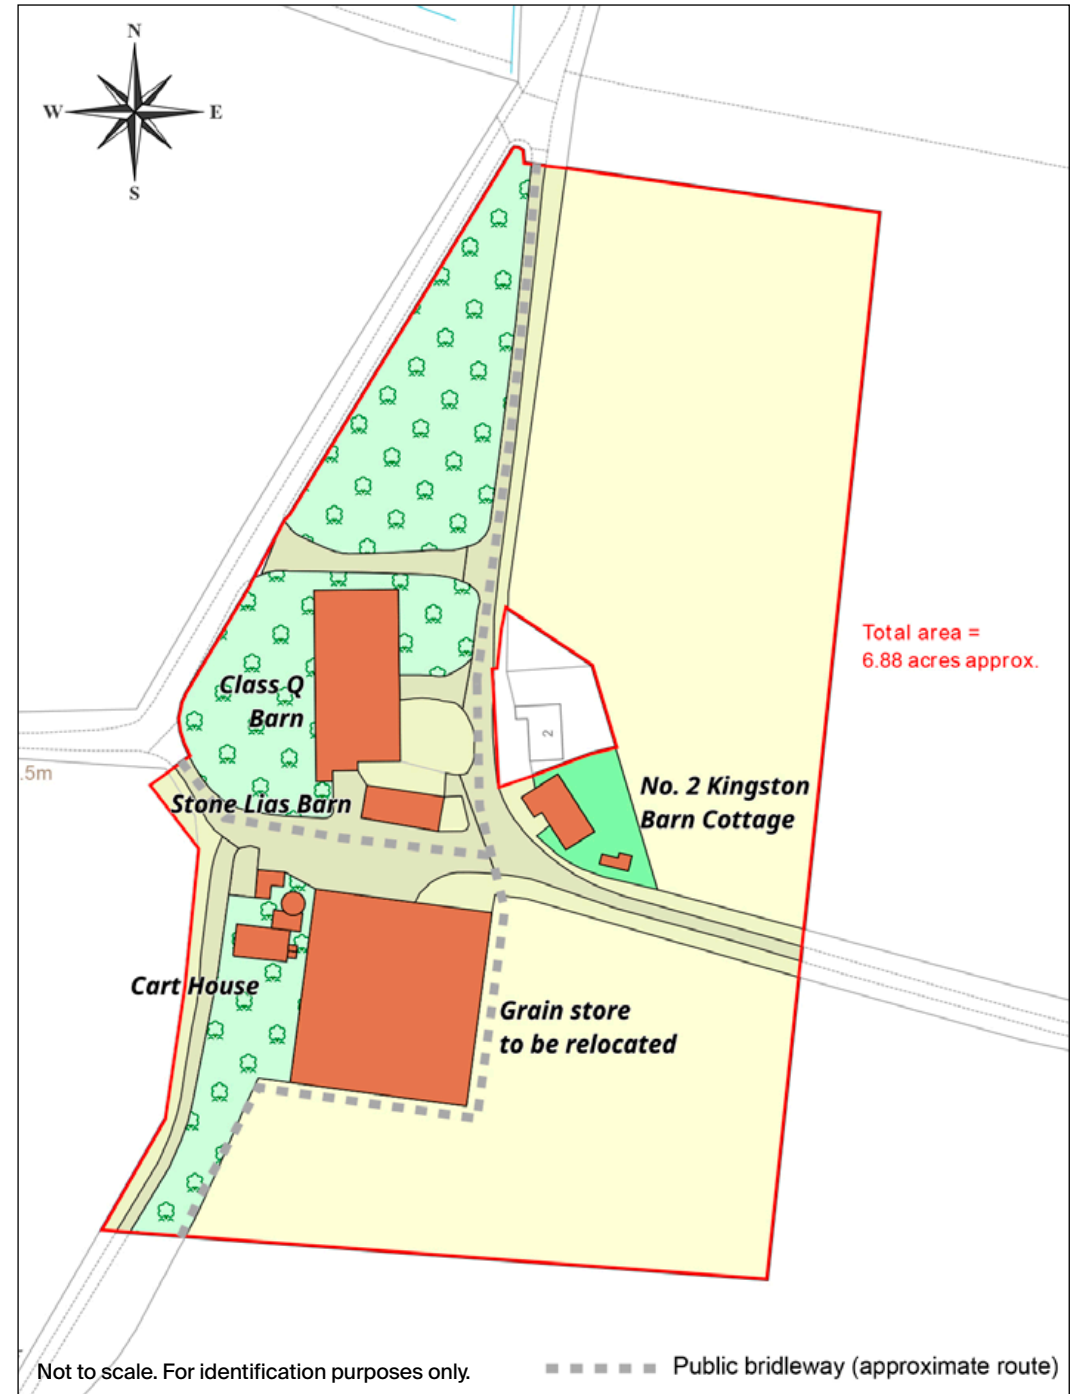 N
W E
S
Total area =
6.88 acres approx.
Class Q
Barn
2
.5m
Stone Lias Barn
No. 2 Kingston
Barn Cottage
Cart House
Grain store
to be relocated
Not to scale. For identification purposes only.
Public bridleway (approximate route)